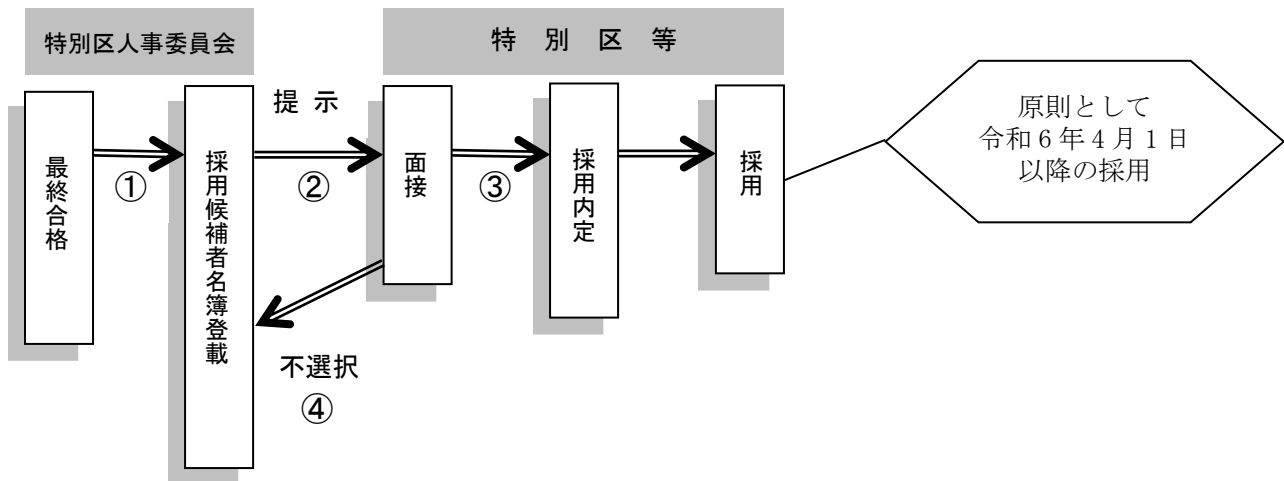 特別区人事委員会
特別区等
最終合格
①
採用候補者名簿登載
提示
②
面接
③
採用内定
採用
原則として
令和６年４月１日
以降の採用
不選択
④